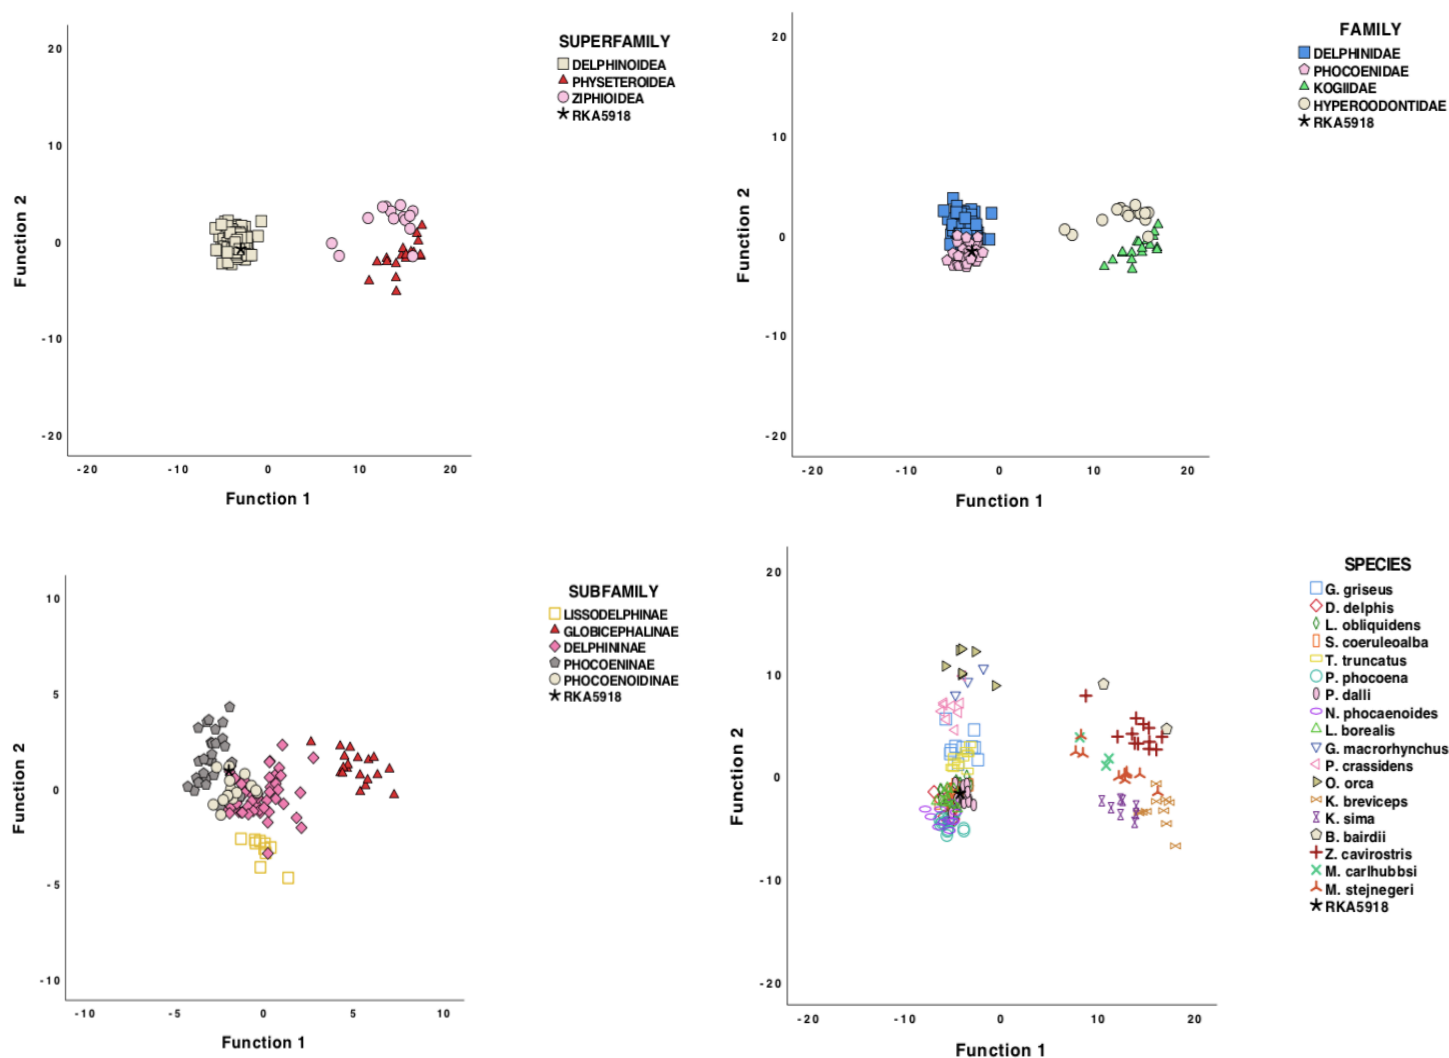 SUPERFAMILY
DELPHINOIDEA
PHYSETEROIDEA
ZIPHIOIDEA
RKA5918
20
10
0
-10
-20
Function 2
-20
-10
0
10
20
Function 1
FAMILY
DELPHINIDAE
PHOCOENIDAE
KOGIIDAE
HYPEROODONTIDAE
RKA5918
20
10
0
-10
-20
Function 2
-20
-10
0
10
20
Function 1
SUBFAMILY
LISSODELPHINAE
GLOBICEPHALINAE
DELPHININAE
PHOCOENINAE
PHOCOENOIDINAE
RKA5918
10
5
0
-5
-10
Function 2
-10
-5
0
5
10
Function 1
SPECIES
G. griseus
D. delphis
L. obliquidens
S. coeruleoalba
T. truncatus
P. phocoena
P. dalli
N. phocaenoides
L. borealis
G. macrorhynchus
P. crassidens
O. orca
K. breviceps
K. sima
B. bairdii
Z. cavirostris
M. carlhubbsi
M. stejnegeri
RKA5918
20
10
0
-10
-20
Function 2
-20
-10
0
10
20
Function 1